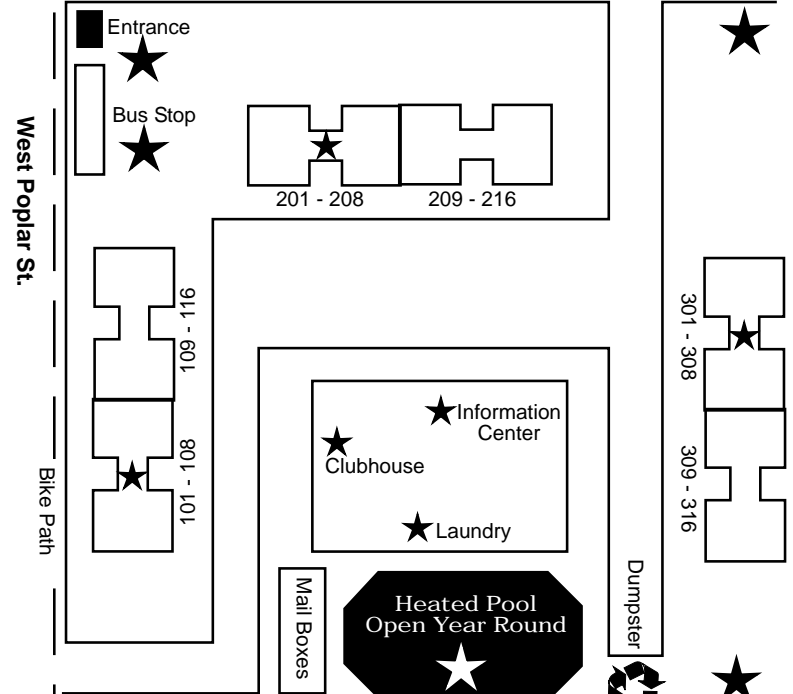 Entrance
Bus Stop
West Poplar St.
201 - 208
209 - 216
109 - 116
101 - 108
Bike Path
301 - 308
309 - 316
Information
Center
Clubhouse
Laundry
Mail Boxes
Heated Pool
Open Year Round
Dumpster